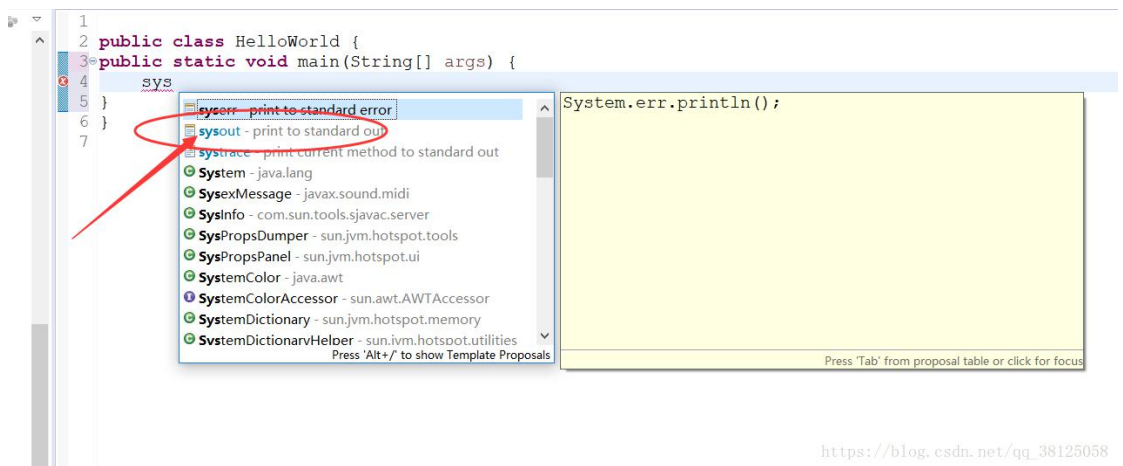 1
2 public class HelloWorld {
3 public static void main(String[] args) {
4 sys
5 }
6 }
7
syserr - print to standard error
sysout - print to standard out
systrace - print current method to standard out
System - java.lang
SysexMessage - javax.sound.midi
SysInfo - com.sun.tools.sjavac.server
SysPropsDumper - sun.jvm.hotspot.tools
SysPropsPanel - sun.jvm.hotspot.ui
SystemColor - java.awt
SystemColorAccessor - sun.awt.AWTAccessor
SystemDictionary - sun.jvm.hotspot.memory
SystemDictionaryHelper - sun.jvm.hotspot.utilities
Press 'Alt+/' to show Template Proposals
System.err.println();
Press 'Tab' from proposal table or click for focus
https://blog.csdn.net/qq_38125058